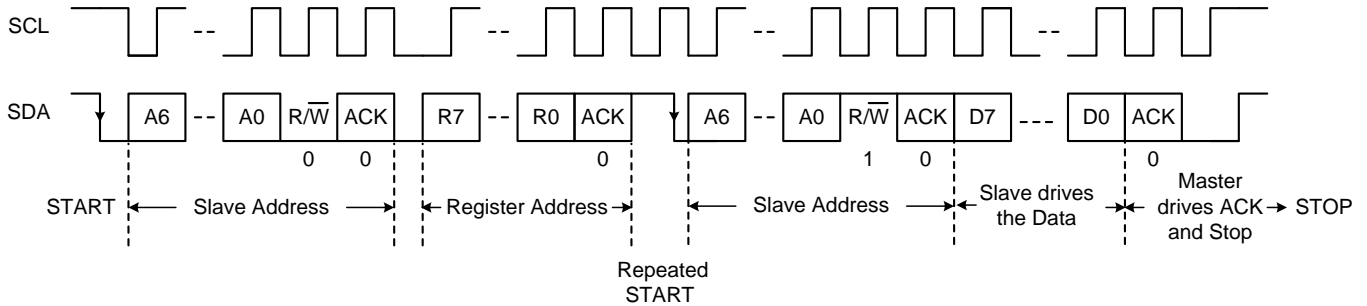 SCL
SDA
A6
A0
R/W̅
ACK
R7
R0
ACK
A6
A0
R/W̅
ACK
D7
D0
ACK
0
0
0
1
0
0
START
Slave Address
Register Address
Repeated
START
Slave Address
Slave drives
the Data
Master
drives ACK
and Stop
STOP